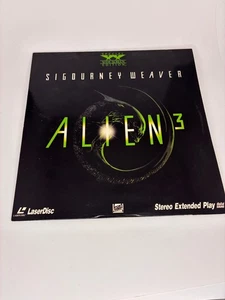 SIGOURNEY WEAVER
ALIEN³
LaserDisc
Stereo Extended Play